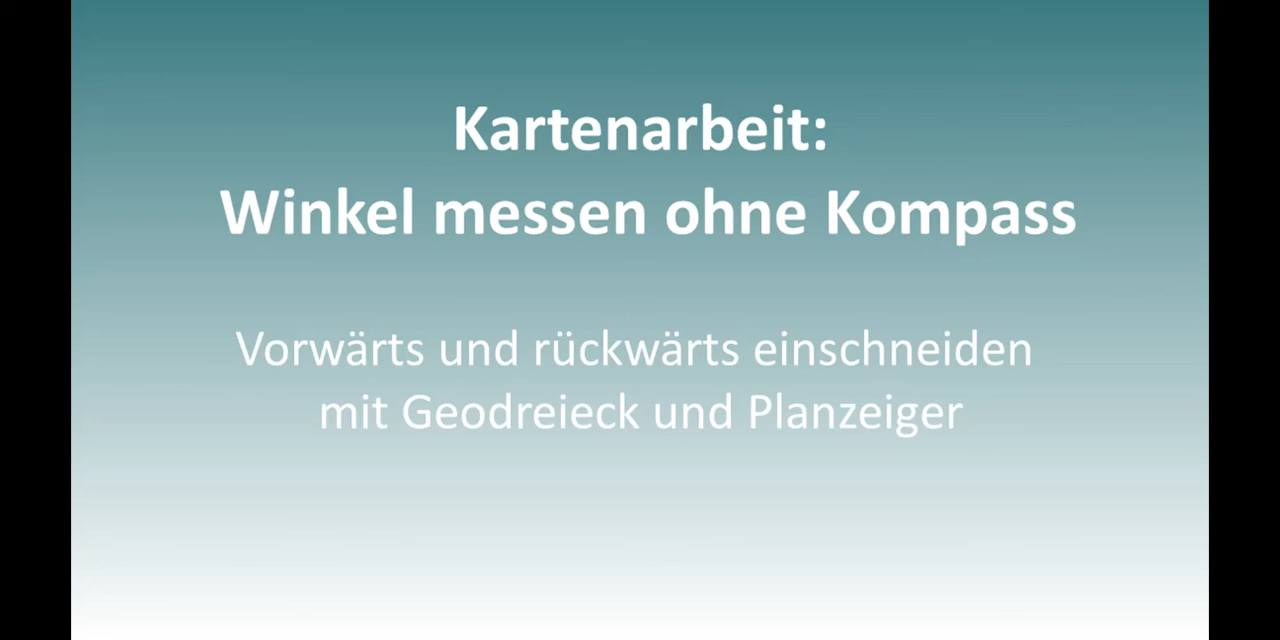 Kartenarbeit:
Winkel messen ohne Kompass
Vorwärts und rückwärts einschneiden
mit Geodreieck und Planzeiger